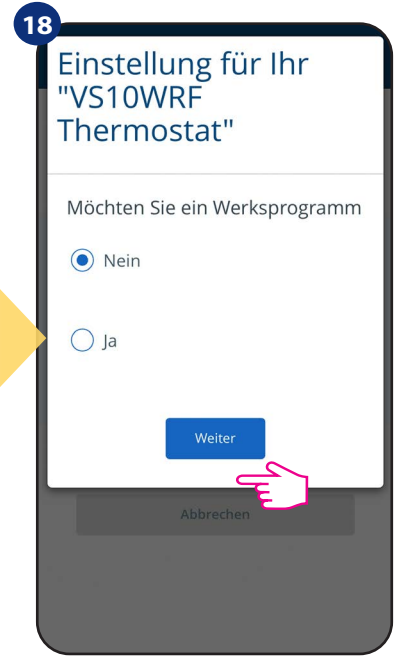 18
Einstellung für Ihr
"VS10WRF
Thermostat"
Möchten Sie ein Werksprogramm
Nein
Ja
Weiter
Abbrechen